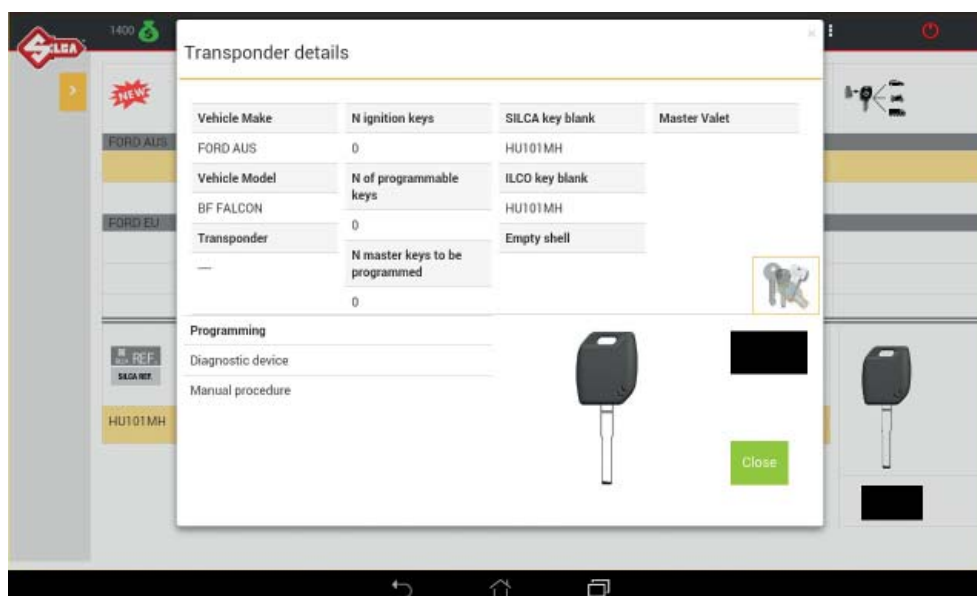 SILCA
1400
Transponder details
NEW
Vehicle Make
FORD AUS
Vehicle Model
BF FALCON
Transponder
N ignition keys
0
N of programmable
keys
0
N master keys to be
programmed
0
SILCA key blank
HU101MH
ILCO key blank
HU101MH
Empty shell
Master Valet
FORD AUS
FORD EU
Programming
Diagnostic device
Manual procedure
REF.
SILCA REF.
HU101MH
Close